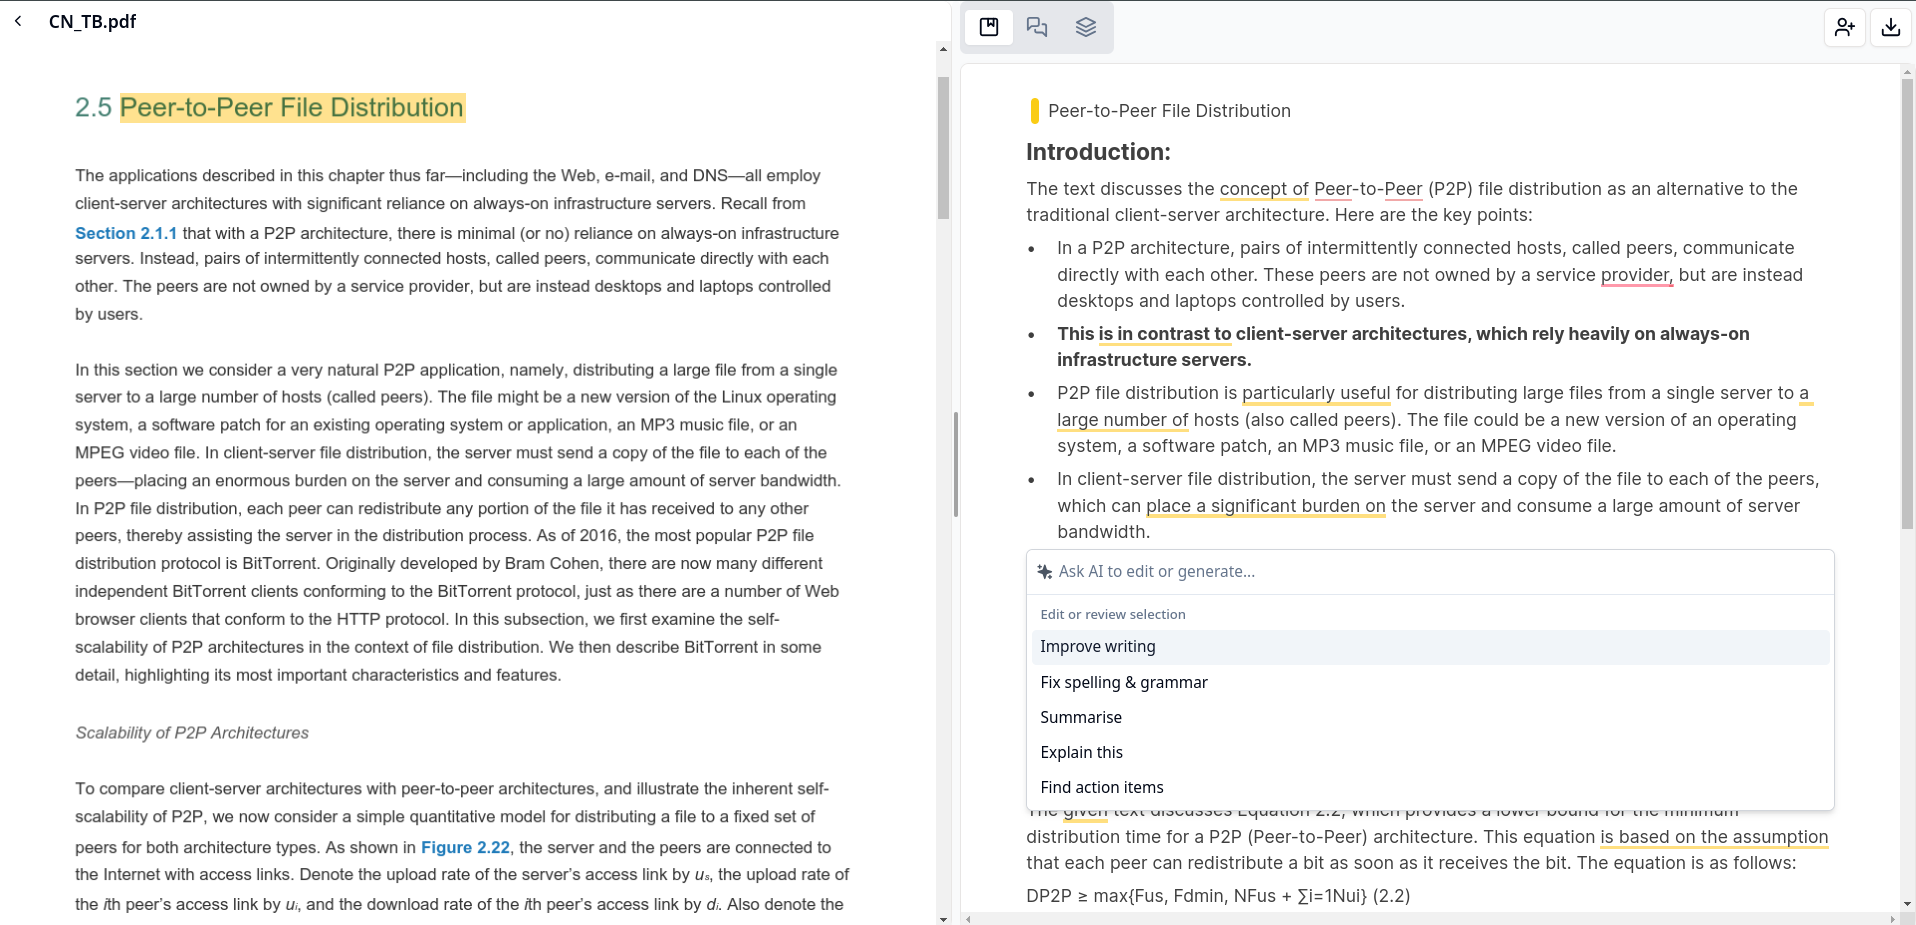 CN_TB.pdf
2.5 Peer-to-Peer File Distribution
The applications described in this chapter thus far—including the Web, e-mail, and DNS—all employ
client-server architectures with significant reliance on always-on infrastructure servers. Recall from
Section 2.1.1 that with a P2P architecture, there is minimal (or no) reliance on always-on infrastructure
servers. Instead, pairs of intermittently connected hosts, called peers, communicate directly with each
other. The peers are not owned by a service provider, but are instead desktops and laptops controlled
by users.
In this section we consider a very natural P2P application, namely, distributing a large file from a single
server to a large number of hosts (called peers). The file might be a new version of the Linux operating
system, a software patch for an existing operating system or application, an MP3 music file, or an
MPEG video file. In client-server file distribution, the server must send a copy of the file to each of the
peers—placing an enormous burden on the server and consuming a large amount of server bandwidth.
In P2P file distribution, each peer can redistribute any portion of the file it has received to any other
peers, thereby assisting the server in the distribution process. As of 2016, the most popular P2P file
distribution protocol is BitTorrent. Originally developed by Bram Cohen, there are now many different
independent BitTorrent clients conforming to the BitTorrent protocol, just as there are a number of Web
browser clients that conform to the HTTP protocol. In this subsection, we first examine the self-
scalability of P2P architectures in the context of file distribution. We then describe BitTorrent in some
detail, highlighting its most important characteristics and features.
Scalability of P2P Architectures
To compare client-server architectures with peer-to-peer architectures, and illustrate the inherent self-
scalability of P2P, we now consider a simple quantitative model for distributing a file to a fixed set of
peers for both architecture types. As shown in Figure 2.22, the server and the peers are connected to
the Internet with access links. Denote the upload rate of the server's access link by us, the upload rate of
the ith peer's access link by ui, and the download rate of the ith peer's access link by di. Also denote the
Peer-to-Peer File Distribution
Introduction:
The text discusses the concept of Peer-to-Peer (P2P) file distribution as an alternative to the
traditional client-server architecture. Here are the key points:
• In a P2P architecture, pairs of intermittently connected hosts, called peers, communicate
directly with each other. These peers are not owned by a service provider, but are instead
desktops and laptops controlled by users.
• This is in contrast to client-server architectures, which rely heavily on always-on
infrastructure servers.
• P2P file distribution is particularly useful for distributing large files from a single server to a
large number of hosts (also called peers). The file could be a new version of an operating
system, a software patch, an MP3 music file, or an MPEG video file.
• In client-server file distribution, the server must send a copy of the file to each of the peers,
which can place a significant burden on the server and consume a large amount of server
bandwidth.
Ask AI to edit or generate...
Edit or review selection
Improve writing
Fix spelling & grammar
Summarise
Explain this
Find action items
The given text discusses Equation 2.2, which provides a lower bound for the minimum
distribution time for a P2P (Peer-to-Peer) architecture. This equation is based on the assumption
that each peer can redistribute a bit as soon as it receives the bit. The equation is as follows:
DP2P ≥ max{Fus, Fdmin, NFus + ∑i=1Nui} (2.2)